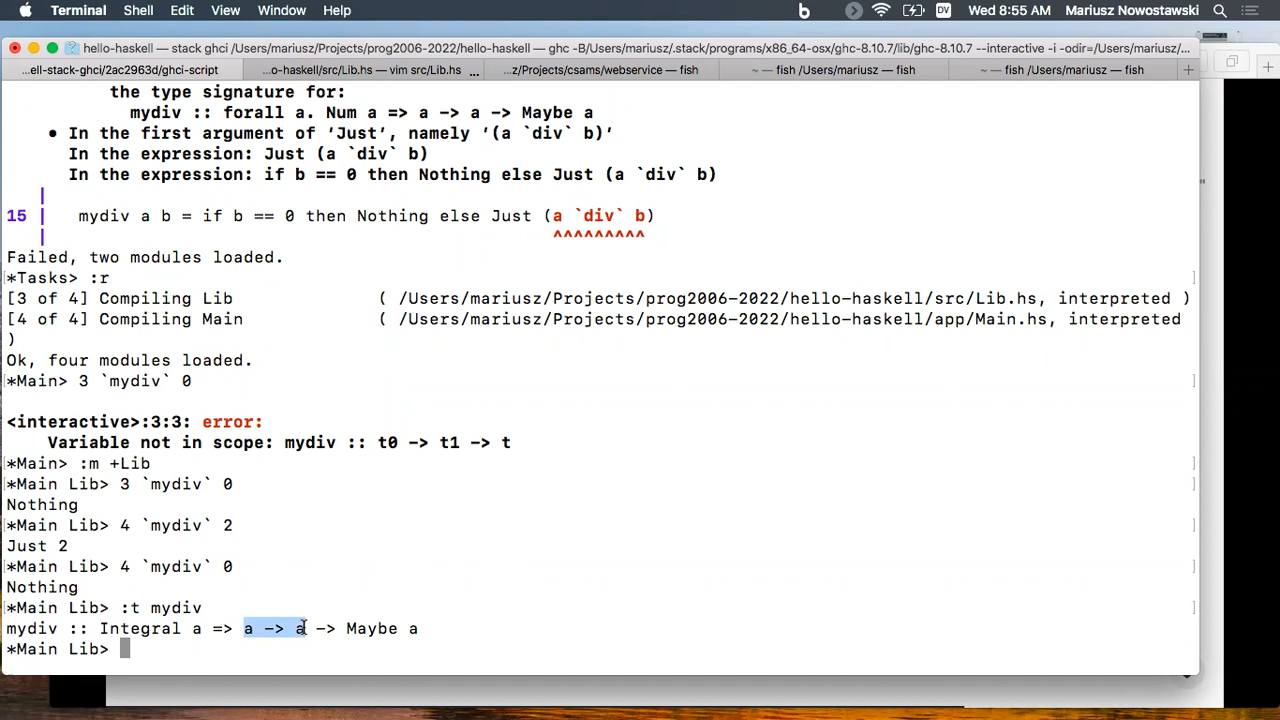 Terminal Shell Edit View Window Help b DV Wed 8:55 AM Mariusz Nowostawski
hello-haskell — stack ghci /Users/mariusz/Projects/prog2006-2022/hello-haskell — ghc -B/Users/mariusz/.stack/programs/x86_64-osx/ghc-8.10.7/lib/ghc-8.10.7 --interactive -i -odir=/Users/mariusz/...
...ell-stack-ghci/2ac2963d/ghci-script ...o-haskell/src/Lib.hs — vim src/Lib.hs ... ...z/Projects/csams/webservice — fish ~ — fish /Users/mariusz — fish ~ — fish /Users/mariusz — fish +
the type signature for:
mydiv :: forall a. Num a => a -> a -> Maybe a
• In the first argument of ‘Just’, namely ‘(a `div` b)’
In the expression: Just (a `div` b)
In the expression: if b == 0 then Nothing else Just (a `div` b)
|
15 | mydiv a b = if b == 0 then Nothing else Just (a `div` b)
| ^^^^^^^^^
Failed, two modules loaded.
*Tasks> :r
[3 of 4] Compiling Lib ( /Users/mariusz/Projects/prog2006-2022/hello-haskell/src/Lib.hs, interpreted )
[4 of 4] Compiling Main ( /Users/mariusz/Projects/prog2006-2022/hello-haskell/app/Main.hs, interpreted
)
Ok, four modules loaded.
*Main> 3 `mydiv` 0
<interactive>:3:3: error:
Variable not in scope: mydiv :: t0 -> t1 -> t
*Main> :m +Lib
*Main Lib> 3 `mydiv` 0
Nothing
*Main Lib> 4 `mydiv` 2
Just 2
*Main Lib> 4 `mydiv` 0
Nothing
*Main Lib> :t mydiv
mydiv :: Integral a => a -> a -> Maybe a
*Main Lib>